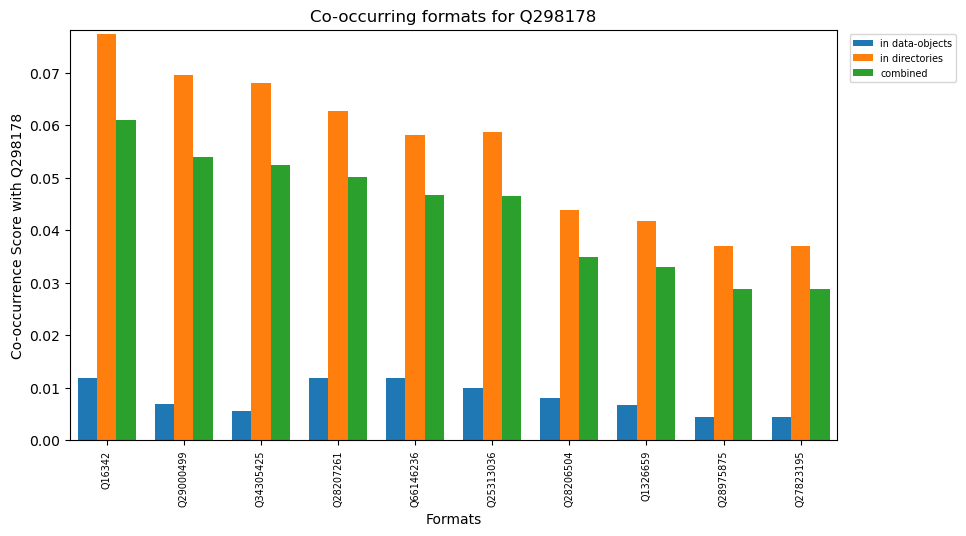 Co-occurring formats for Q298178
in data-objects
in directories
combined
Co-occurrence Score with Q298178
0.07
0.06
0.05
0.04
0.03
0.02
0.01
0.00
Q16342
Q29000499
Q34305425
Q28207261
Q66146236
Q25313036
Q28206504
Q1326659
Q28975875
Q27823195
Formats